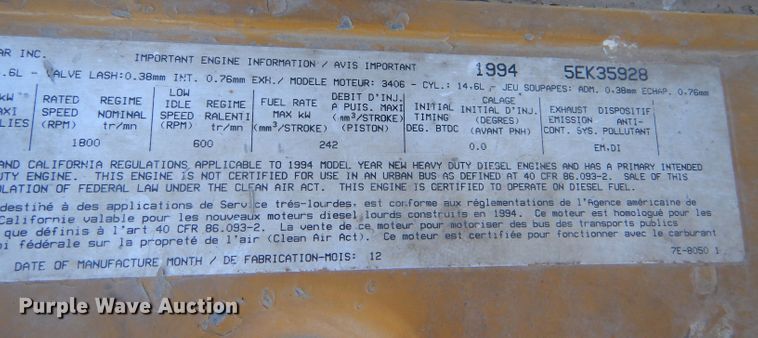 AR INC. IMPORTANT ENGINE INFORMATION / AVIS IMPORTANT 1994 5EK35928
.6L - VALVE LASH:0.38mm INT. 0.76mm EXH./ MODELE MOTEUR: 3406 - CYL.: 14.6L - JEU SOUPAPES: ADM. 0.38mm ECHAP. 0.76mm
kW RATED REGIME LOW REGIME FUEL RATE DEBIT D'INJ. INITIAL CALAGE EXHAUST DISPOSITIF
AXI SPEED NOMINAL IDLE RALENTI MAX kW A PUIS. MAXI TIMING INITIAL D'INJ. EMISSION ANTI-
LIES (RPM) tr/mn SPEED tr/mn (mm³/STROKE) (mm³/STROKE) DEG. BTDC (DEGRES) CONT. SYS. POLLUTANT
(RPM) (PISTON) (AVANT PNH)
1800 600 242 0.0 EM.DI
AND CALIFORNIA REGULATIONS APPLICABLE TO 1994 MODEL YEAR NEW HEAVY DUTY DIESEL ENGINES AND HAS A PRIMARY INTENDED
DUTY ENGINE. THIS ENGINE IS NOT CERTIFIED FOR USE IN AN URBAN BUS AS DEFINED AT 40 CFR 86.093-2. SALE OF THIS
OLATION OF FEDERAL LAW UNDER THE CLEAN AIR ACT. THIS ENGINE IS CERTIFIED TO OPERATE ON DIESEL FUEL.
destihé à des applications de Service trés-lourdes, est conforme aux réglementations de l'Agence américaine de
Californie valable pour les nouveaux moteurs diesel lourds construits en 1994. Ce moteur est homologué pour les
que définis à l'art 40 CFR 86.093-2. La vente de ce moteur pour motoriser des bus des transports publics
oi fédérale sur la propreté de l'air (Clean Air Act). Ce moteur est certifiée pour fonctionner avec le carburant
DATE OF MANUFACTURE MONTH / DE FABRICATION-MOIS: 12 7E-8050 1
Purple Wave Auction